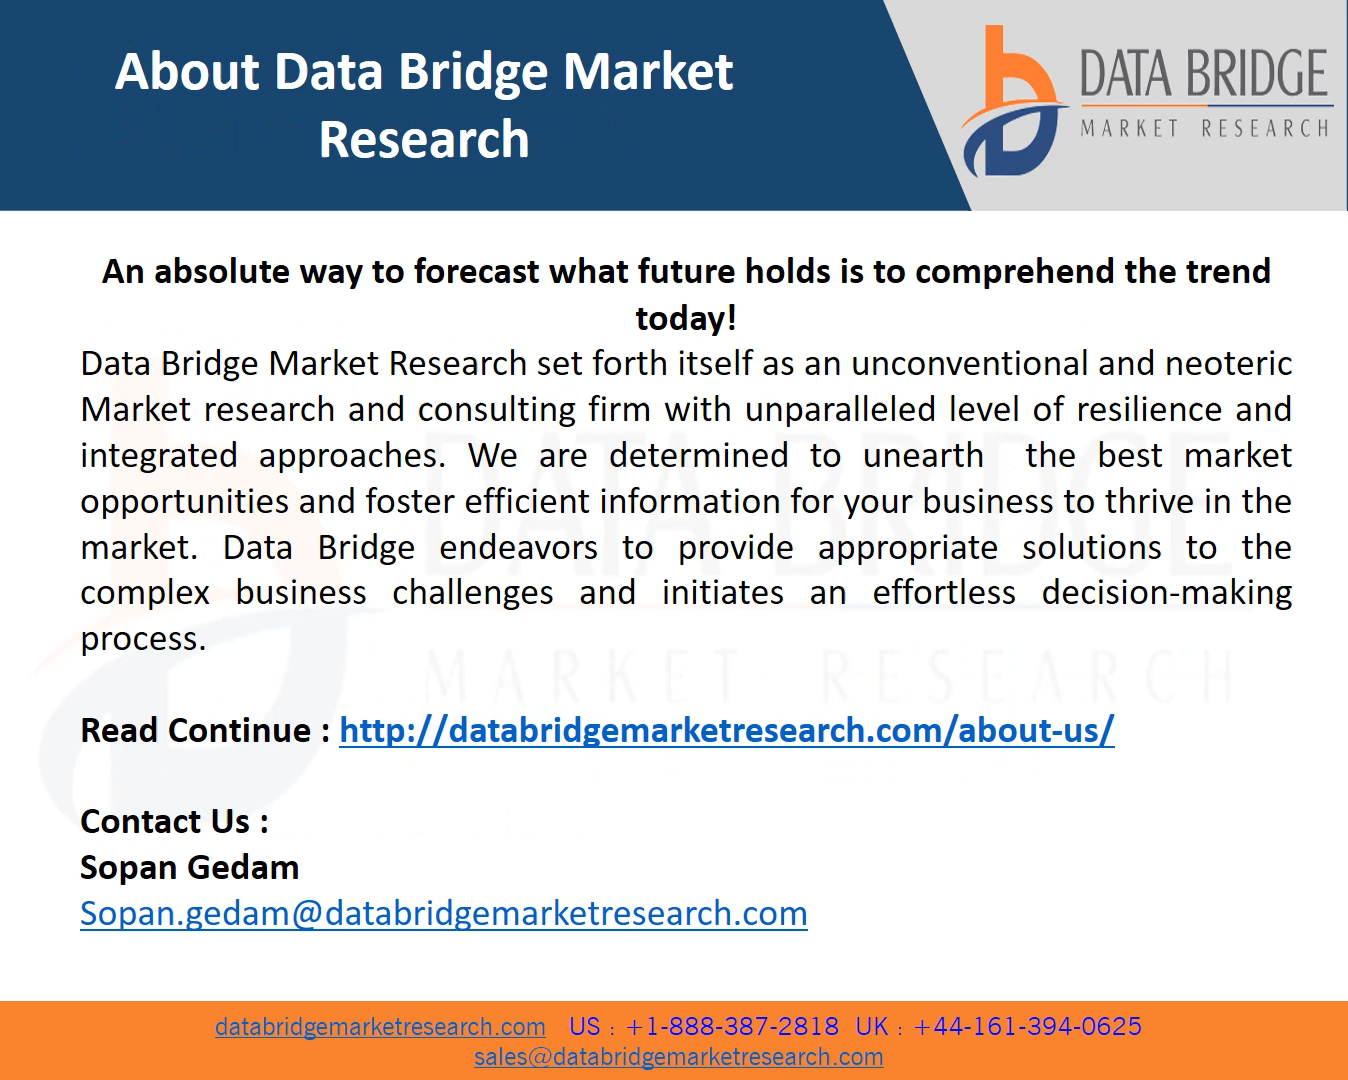 About Data Bridge Market
Research
DATA BRIDGE
MARKET RESEARCH
An absolute way to forecast what future holds is to comprehend the trend
today!
Data Bridge Market Research set forth itself as an unconventional and neoteric
Market research and consulting firm with unparalleled level of resilience and
integrated approaches. We are determined to unearth the best market
opportunities and foster efficient information for your business to thrive in the
market. Data Bridge endeavors to provide appropriate solutions to the
complex business challenges and initiates an effortless decision-making
process.
DATA BRIDGE
MARKET RESEARCH
Read Continue : http://databridgemarketresearch.com/about-us/
Contact Us :
Sopan Gedam
Sopan.gedam@databridgemarketresearch.com
databridgemarketresearch.com US : +1-888-387-2818 UK : +44-161-394-0625
sales@databridgemarketresearch.com